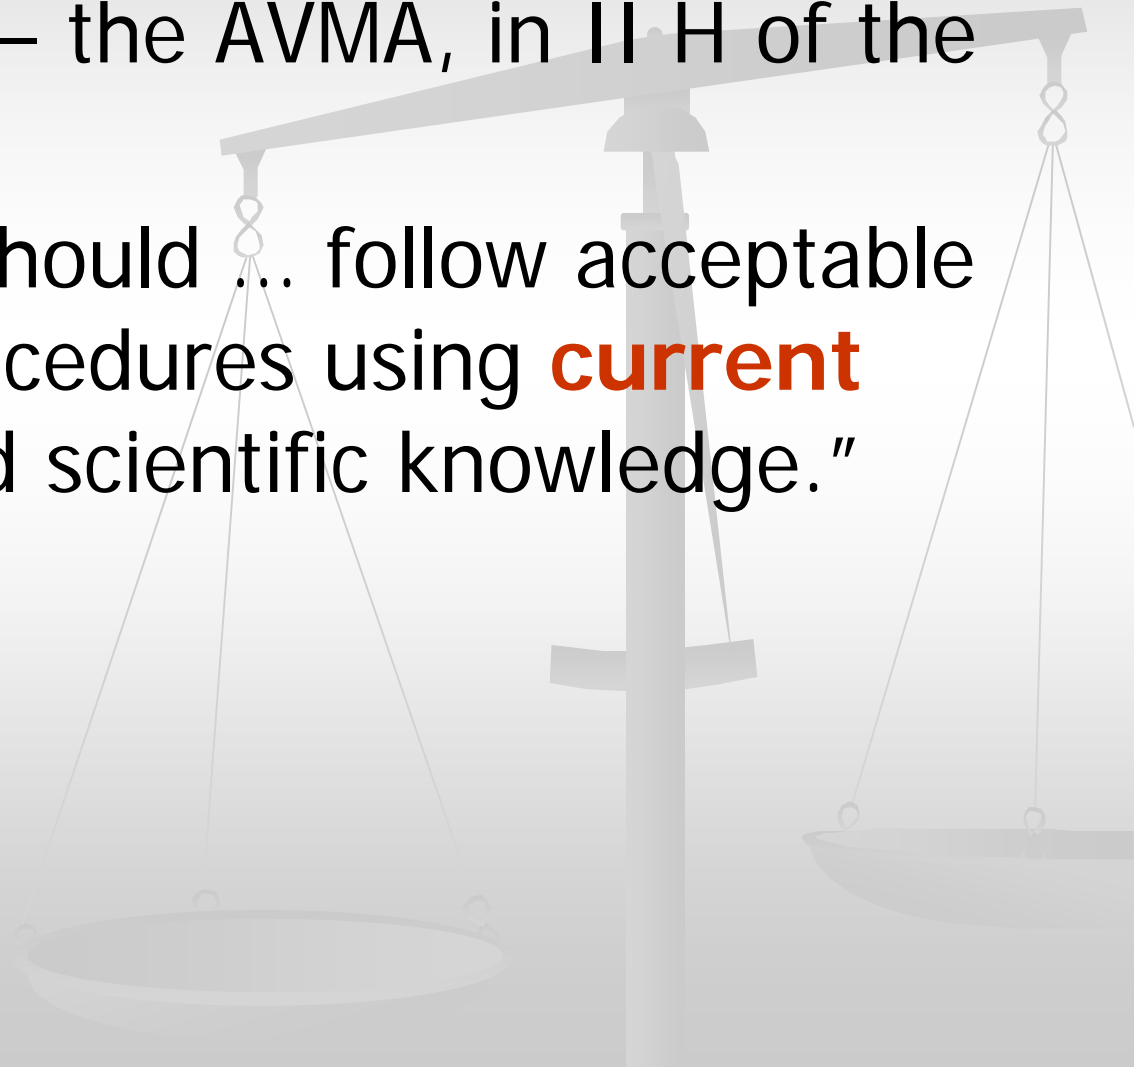 – the AVMA, in II H of the
hould ... follow acceptable
cedures using current
d scientific knowledge.”